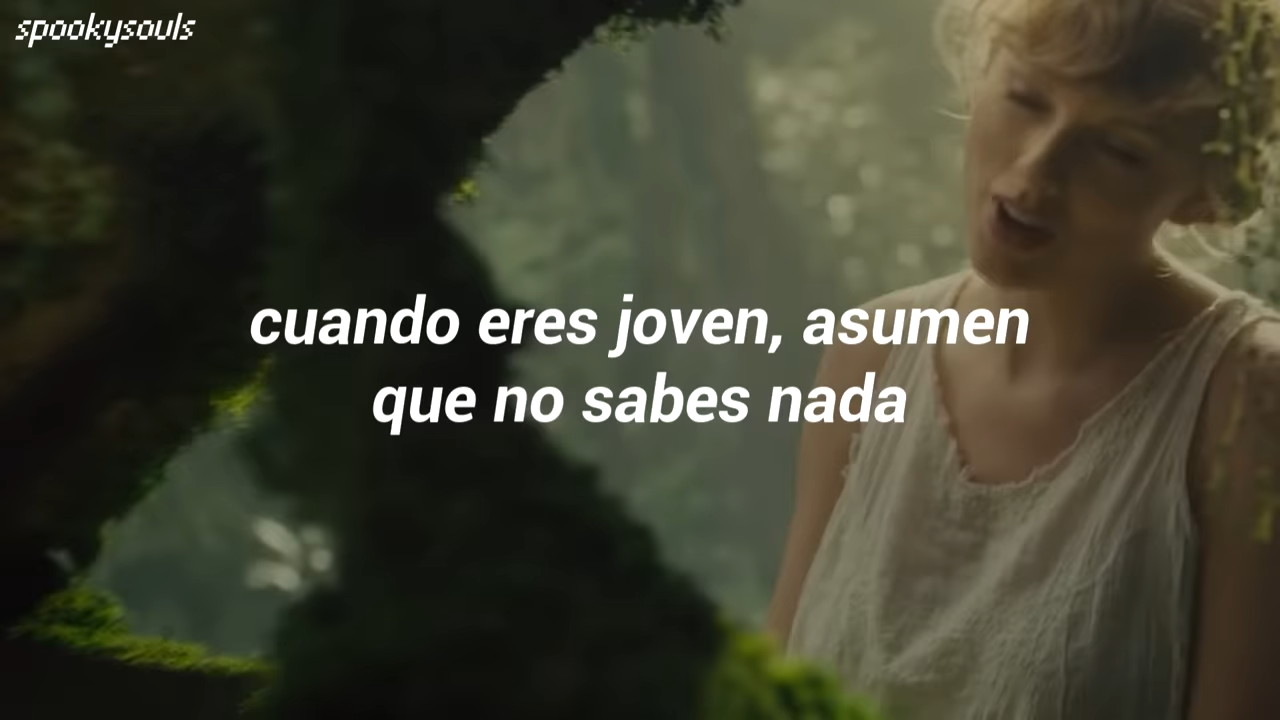 spookysouls
cuando eres joven, asumen
que no sabes nada